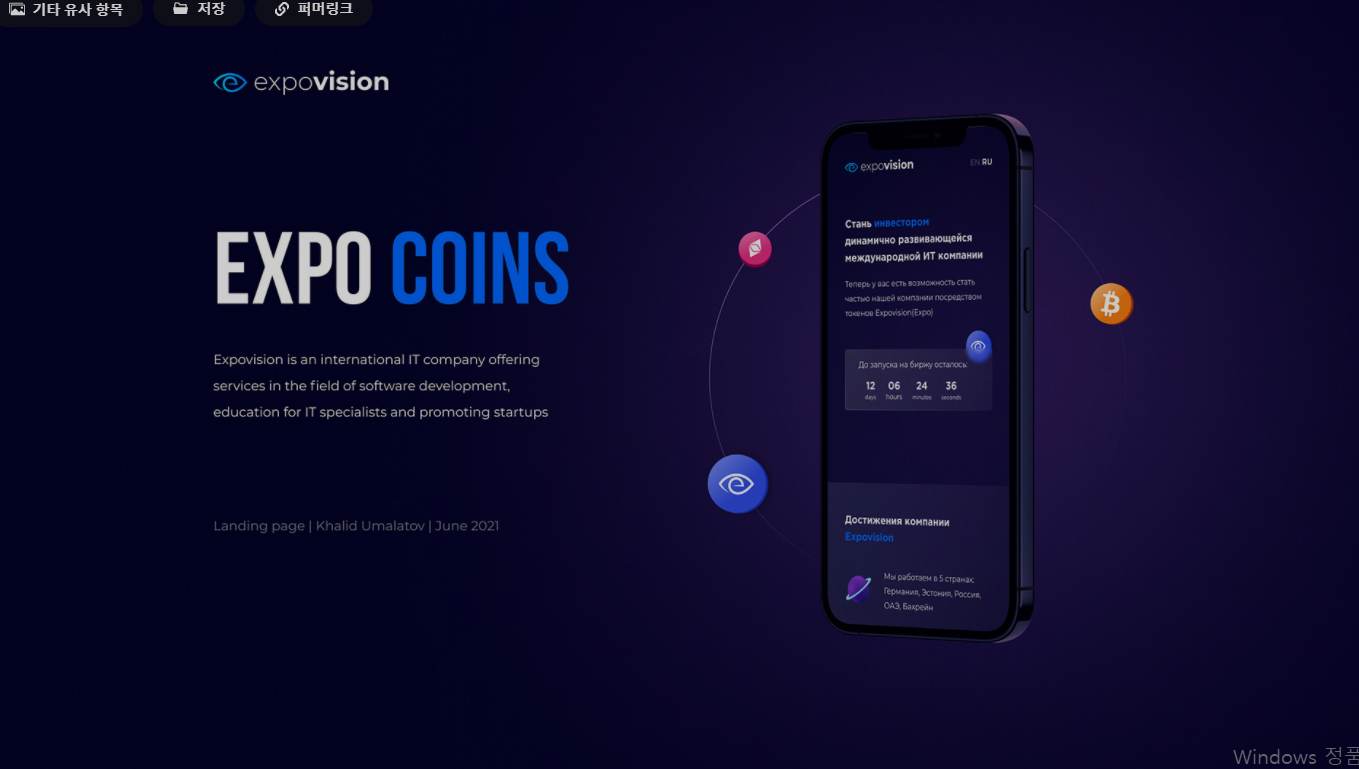 기타 유사 항목
저장
퍼머링크
expovision
EXPO COINS
Expovision is an international IT company offering
services in the field of software development,
education for IT specialists and promoting startups
Landing page | Khalid Umalatov | June 2021
expovision
EN RU
Стань инвестором
динамично развивающейся
международной ИТ компании
Теперь у вас есть возможность стать
частью нашей компании посредством
токенов Expovision(Expo)
До запуска на биржу осталось:
12 06 24 36
days hours minutes seconds
Достижения компании
Expovision
Мы работаем в 5 странах:
Германия, Эстония, Россия,
ОАЭ, Бахрейн
Windows 정품